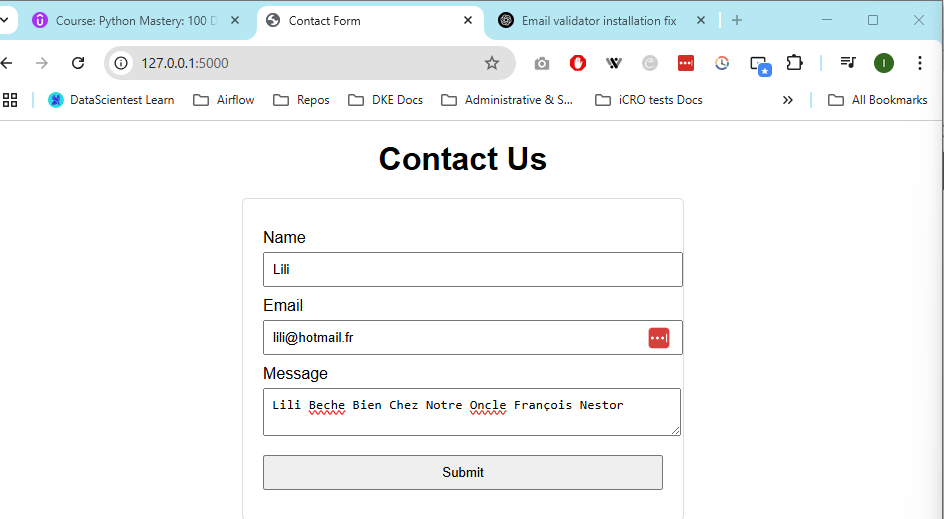 Course: Python Mastery: 100 D
Contact Form
Email validator installation fix
127.0.0.1:5000
I
DataScientest Learn
Airflow
Repos
DKE Docs
Administrative & S...
iCRO tests Docs
All Bookmarks
Contact Us
Name
Lili
Email
lili@hotmail.fr
Message
Lili Beche Bien Chez Notre Oncle François Nestor
Submit